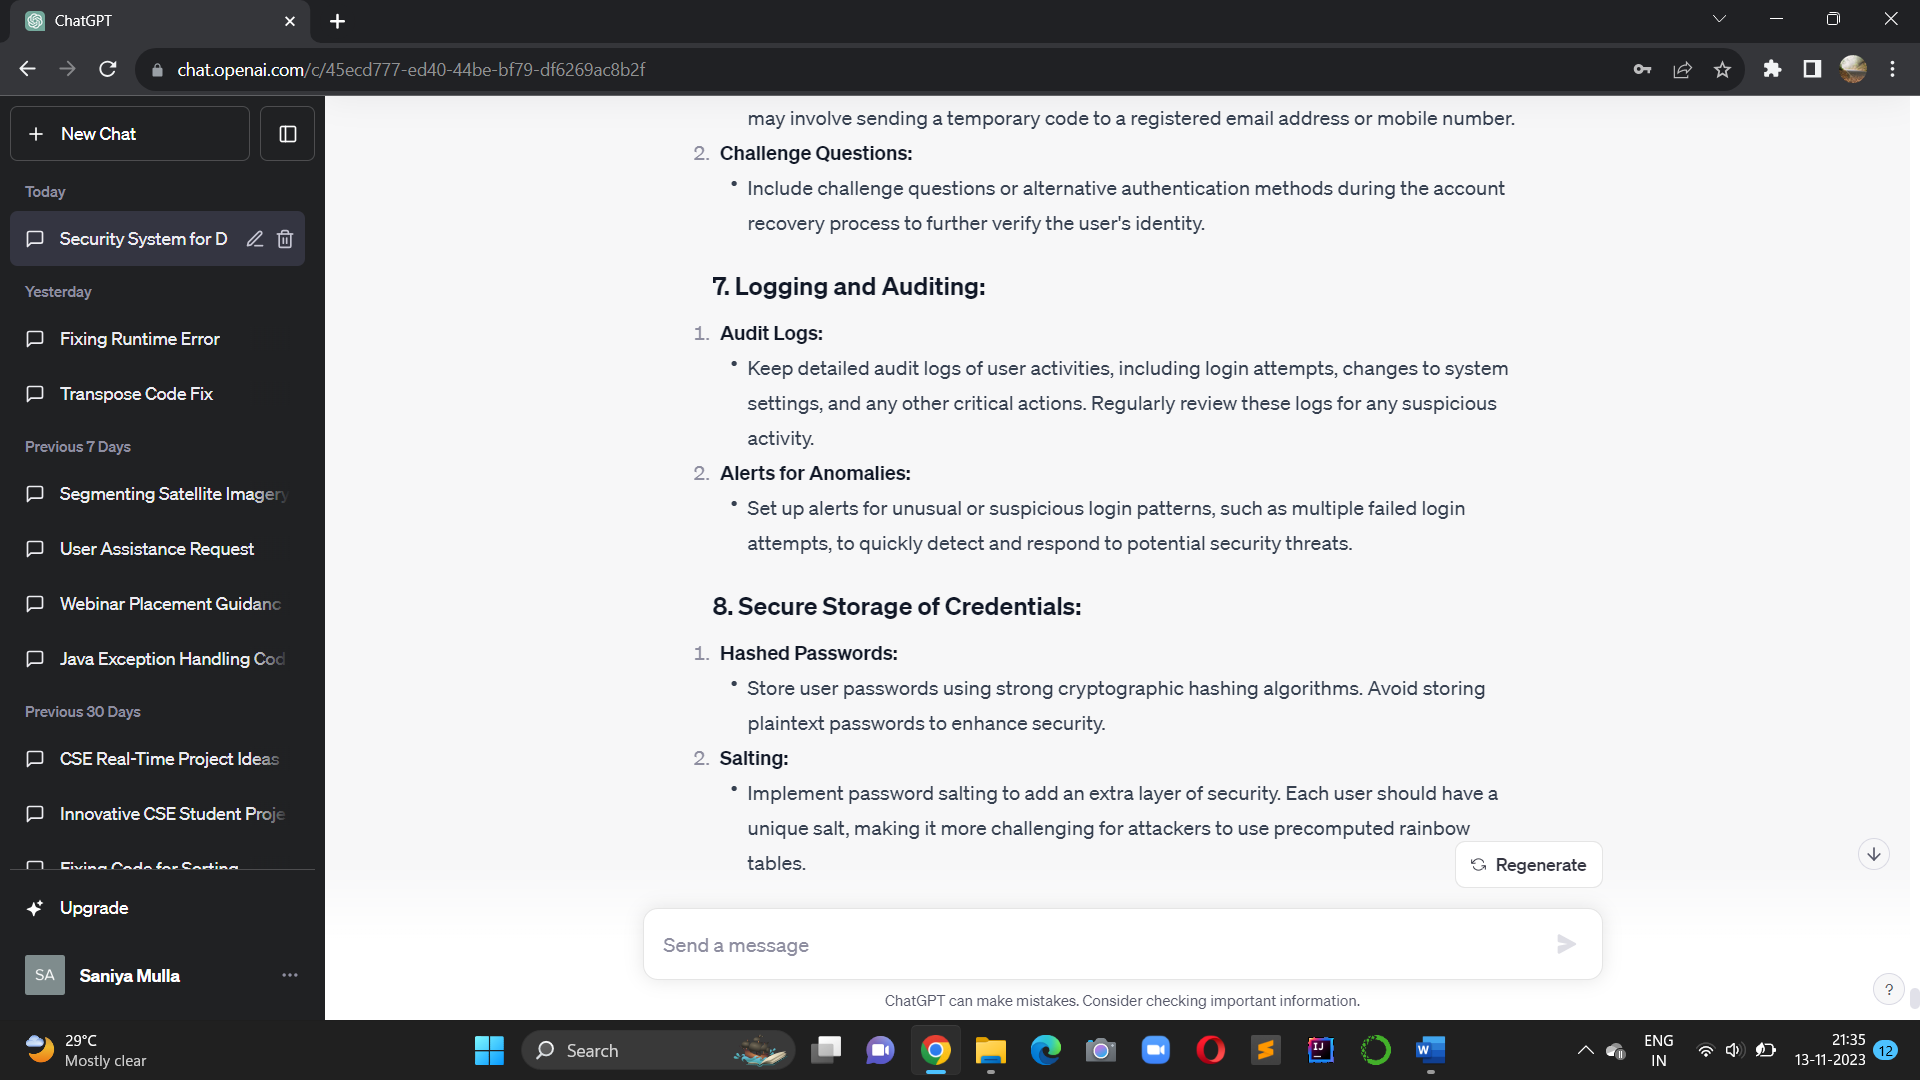 ChatGPT
chat.openai.com/c/45ecd777-ed40-44be-bf79-df6269ac8b2f
New Chat
Today
Security System for D
Yesterday
Fixing Runtime Error
Transpose Code Fix
Previous 7 Days
Segmenting Satellite Imagery
User Assistance Request
Webinar Placement Guidanc
Java Exception Handling Cod
Previous 30 Days
CSE Real-Time Project Ideas
Innovative CSE Student Proje
Fixing Code for Sorting
Upgrade
SA
Saniya Mulla
may involve sending a temporary code to a registered email address or mobile number.
2. Challenge Questions:
• Include challenge questions or alternative authentication methods during the account
recovery process to further verify the user's identity.
7. Logging and Auditing:
1. Audit Logs:
• Keep detailed audit logs of user activities, including login attempts, changes to system
settings, and any other critical actions. Regularly review these logs for any suspicious
activity.
2. Alerts for Anomalies:
• Set up alerts for unusual or suspicious login patterns, such as multiple failed login
attempts, to quickly detect and respond to potential security threats.
8. Secure Storage of Credentials:
1. Hashed Passwords:
• Store user passwords using strong cryptographic hashing algorithms. Avoid storing
plaintext passwords to enhance security.
2. Salting:
• Implement password salting to add an extra layer of security. Each user should have a
unique salt, making it more challenging for attackers to use precomputed rainbow
tables.
Regenerate
Send a message
ChatGPT can make mistakes. Consider checking important information.
?
29°C
Mostly clear
Search
IJ
W
ENG
IN
21:35
13-11-2023
12